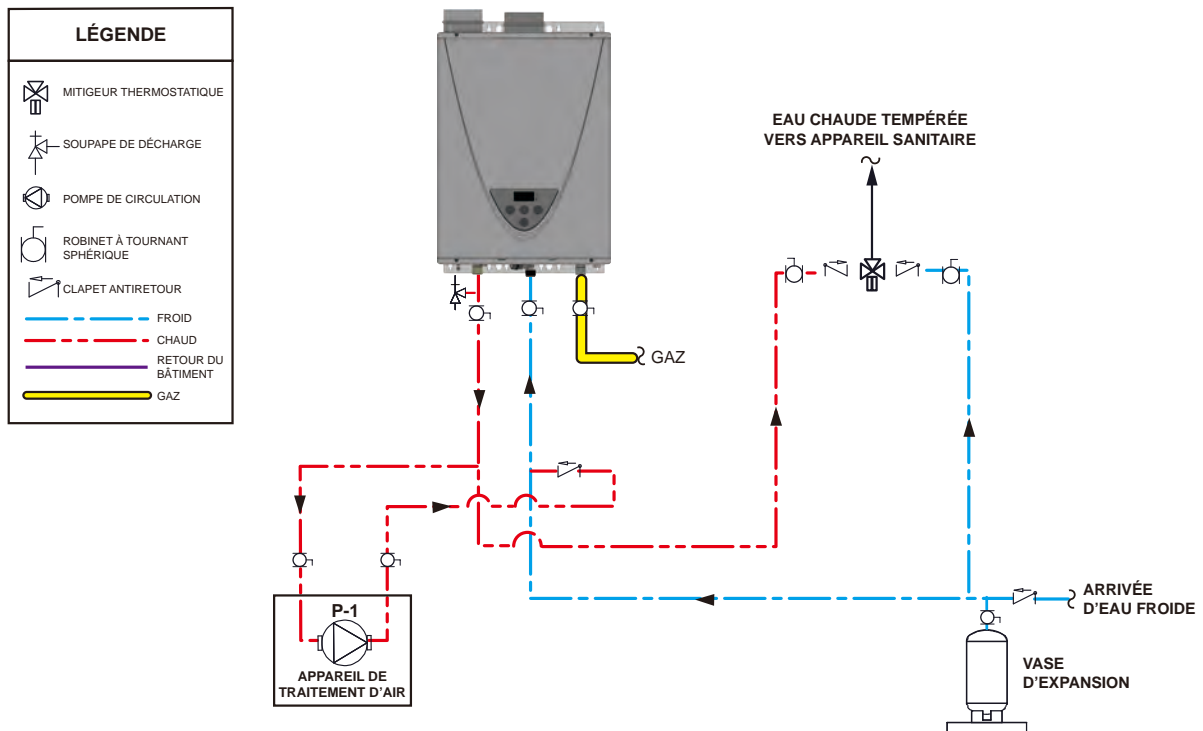 LÉGENDE
MITIGEUR THERMOSTATIQUE
SOUPAPE DE DÉCHARGE
POMPE DE CIRCULATION
ROBINET À TOURNANT
SPHÉRIQUE
CLAPET ANTIRETOUR
FROID
CHAUD
RETOUR DU
BÂTIMENT
GAZ
EAU CHAUDE TEMPÉRÉE
VERS APPAREIL SANITAIRE
GAZ
P-1
APPAREIL DE
TRAITEMENT D'AIR
ARRIVÉE
D'EAU FROIDE
VASE
D'EXPANSION